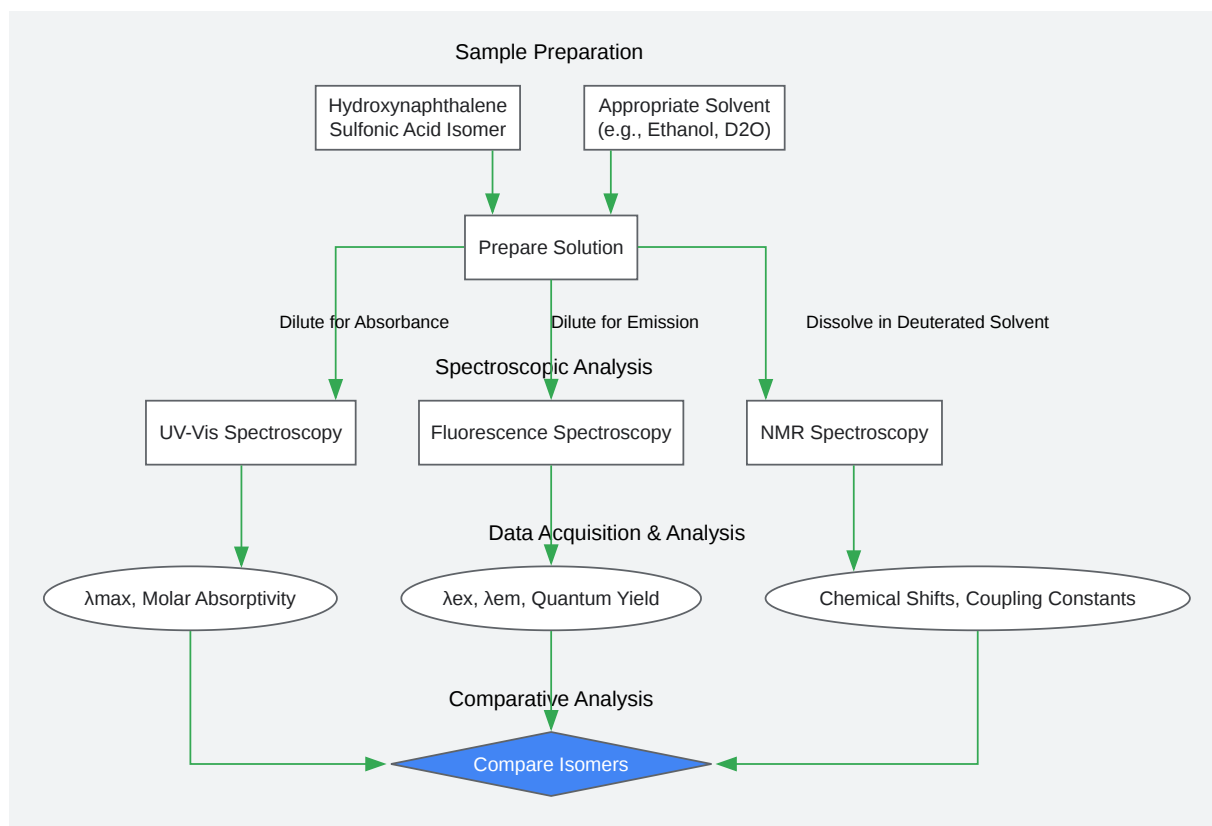 Sample Preparation
Hydroxynaphthalene
Sulfonic Acid Isomer
Appropriate Solvent
(e.g., Ethanol, D2O)
Prepare Solution
Dilute for Absorbance
Dilute for Emission
Dissolve in Deuterated Solvent
Spectroscopic Analysis
UV-Vis Spectroscopy
Fluorescence Spectroscopy
NMR Spectroscopy
Data Acquisition & Analysis
λmax, Molar Absorptivity
λex, λem, Quantum Yield
Chemical Shifts, Coupling Constants
Comparative Analysis
Compare Isomers